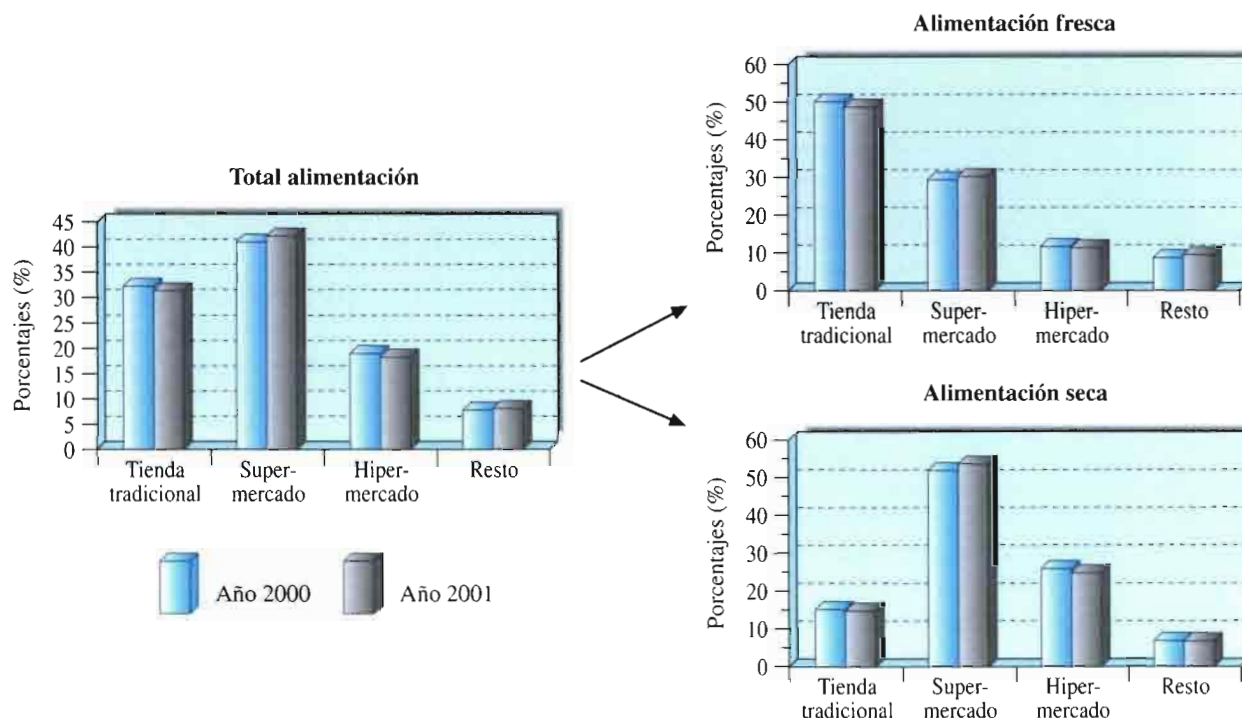 Total alimentación
Porcentajes (%)
45
40
35
30
25
20
15
10
5
0
Tienda
tradicional
Super-
mercado
Hiper-
mercado
Resto
Año 2000
Año 2001
Alimentación fresca
Porcentajes (%)
60
50
40
30
20
10
0
Tienda
tradicional
Super-
mercado
Hiper-
mercado
Resto
Alimentación seca
Porcentajes (%)
60
50
40
30
20
10
0
Tienda
tradicional
Super-
mercado
Hiper-
mercado
Resto